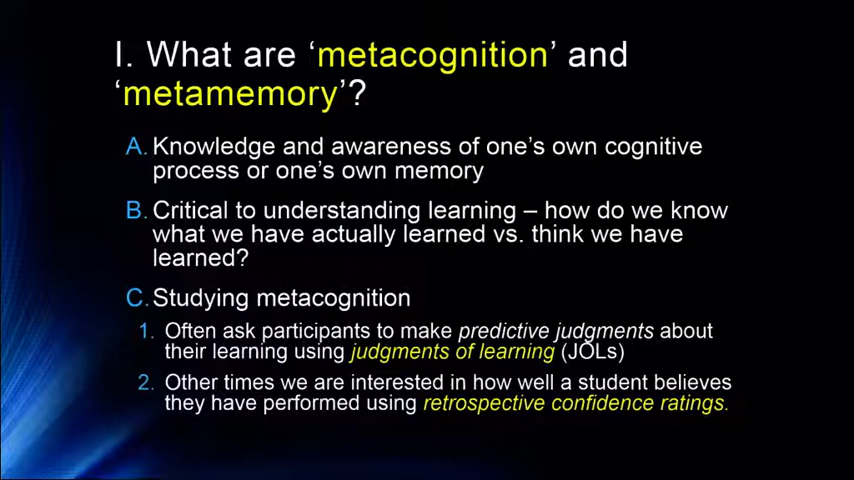 I. What are ‘metacognition’ and
‘metamemory’?
A. Knowledge and awareness of one’s own cognitive
process or one’s own memory
B. Critical to understanding learning – how do we know
what we have actually learned vs. think we have
learned?
C. Studying metacognition
1. Often ask participants to make predictive judgments about
their learning using judgments of learning (JOLs)
2. Other times we are interested in how well a student believes
they have performed using retrospective confidence ratings.